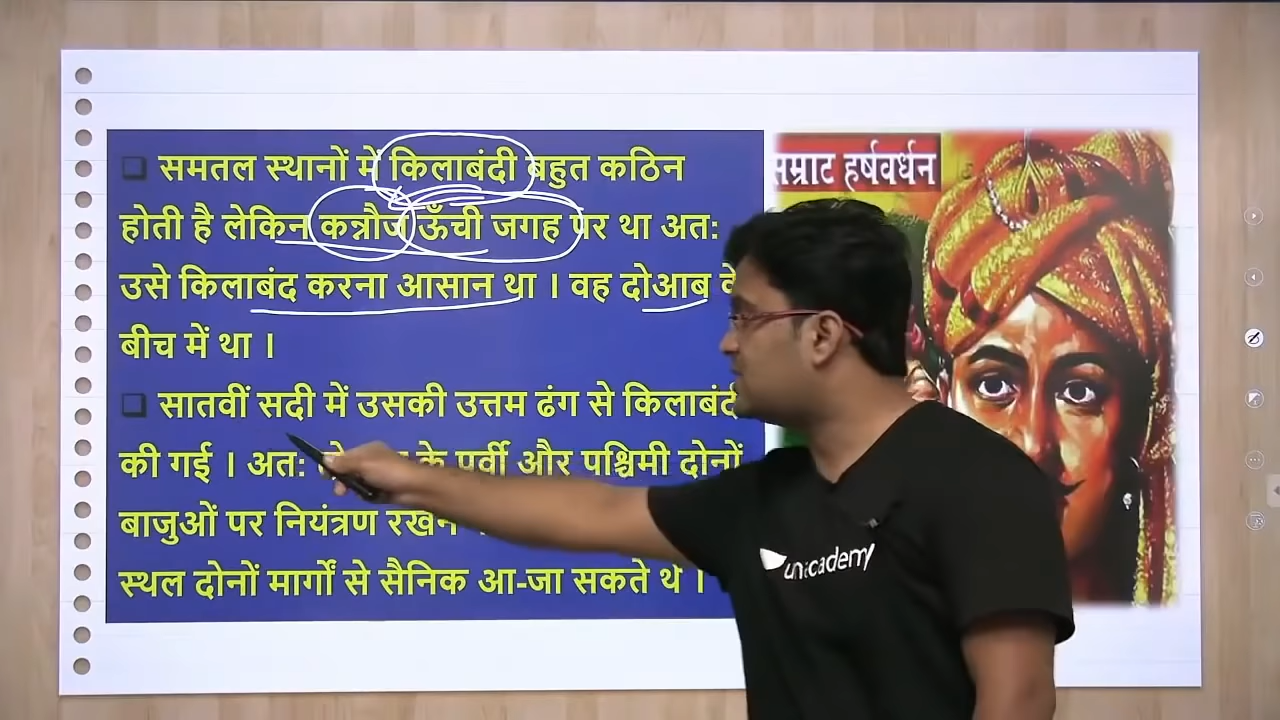 ❑ समतल स्थानों में किलाबंदी बहुत कठिन
होती है लेकिन कन्नौज ऊँची जगह पर था अत:
उसे किलाबंद करना आसान था । वह दोआब
बीच में था ।
❑ सातवीं सदी में उसकी उत्तम ढंग से
की गई । अत: के पूर्वी और पश्चिमी दोनों
बाजुओं पर नियंत्रण
स्थल दोनों मार्गों से सैनिक आ-जा सकते थे ।
सम्राट हर्षवर्धन
unacademy